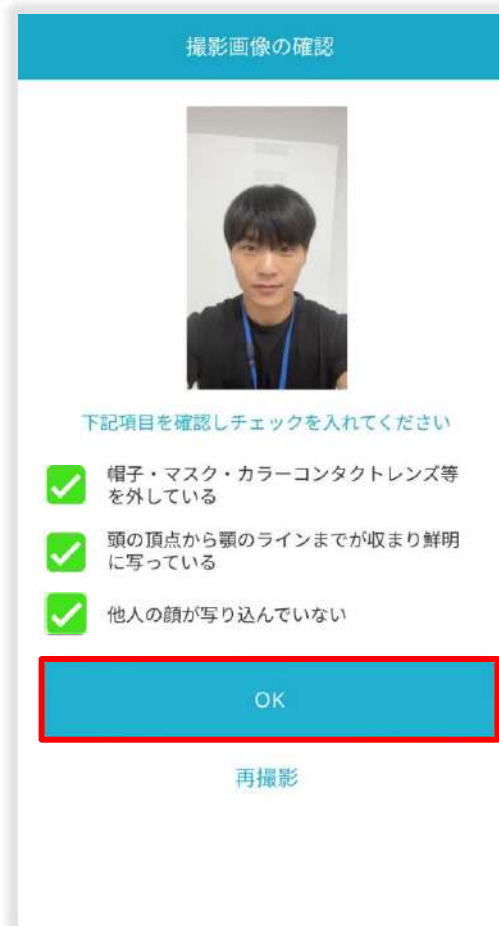 撮影画像の確認
下記項目を確認しチェックを入れてください
帽子・マスク・カラーコンタクトレンズ等
を外している
頭の頂点から顎のラインまでが収まり鮮明
に写っている
他人の顔が写り込んでいない
OK
再撮影